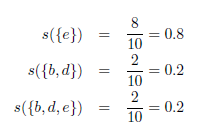 s({e}) = 8/10 = 0.8
s({b,d}) = 2/10 = 0.2
s({b,d,e}) = 2/10 = 0.2